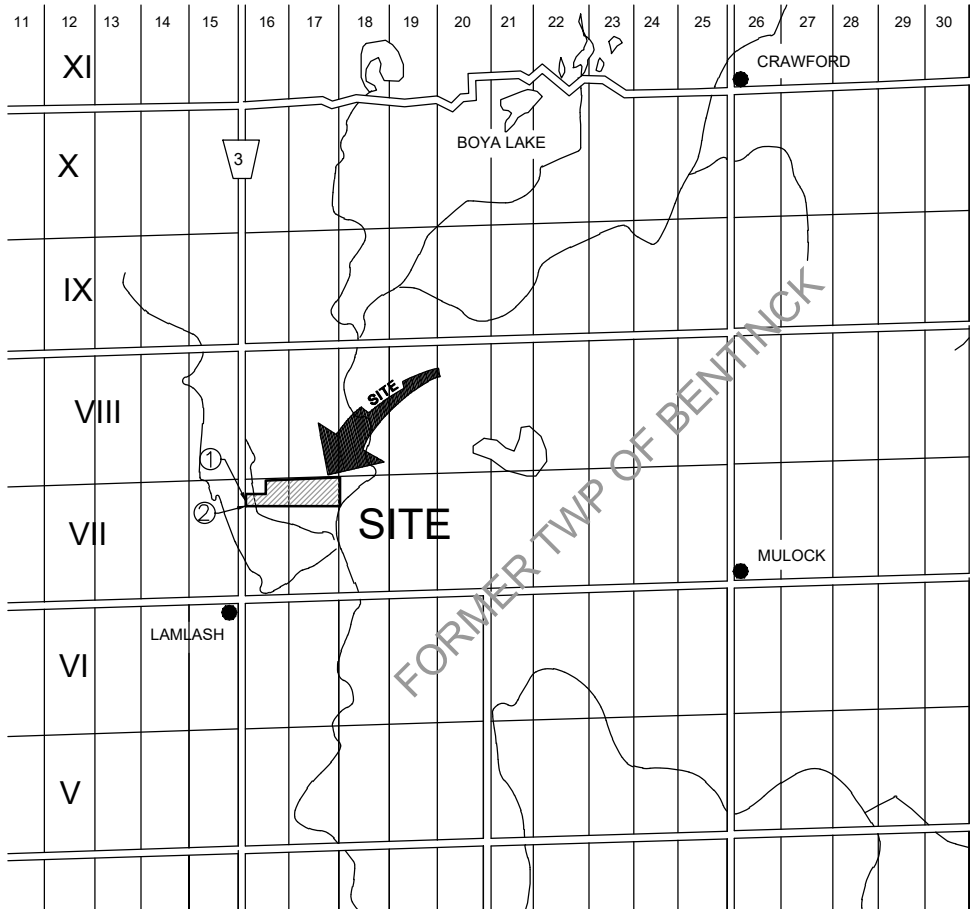 11 12 13 14 15 16 17 18 19 20 21 22 23 24 25 26 27 28 29 30
XI
CRAWFORD
BOYA LAKE
3
X
IX
VIII
SITE
1
2
VII
SITE
MULOCK
FORMER TWP OF BENTINCK
LAMLASH
VI
V